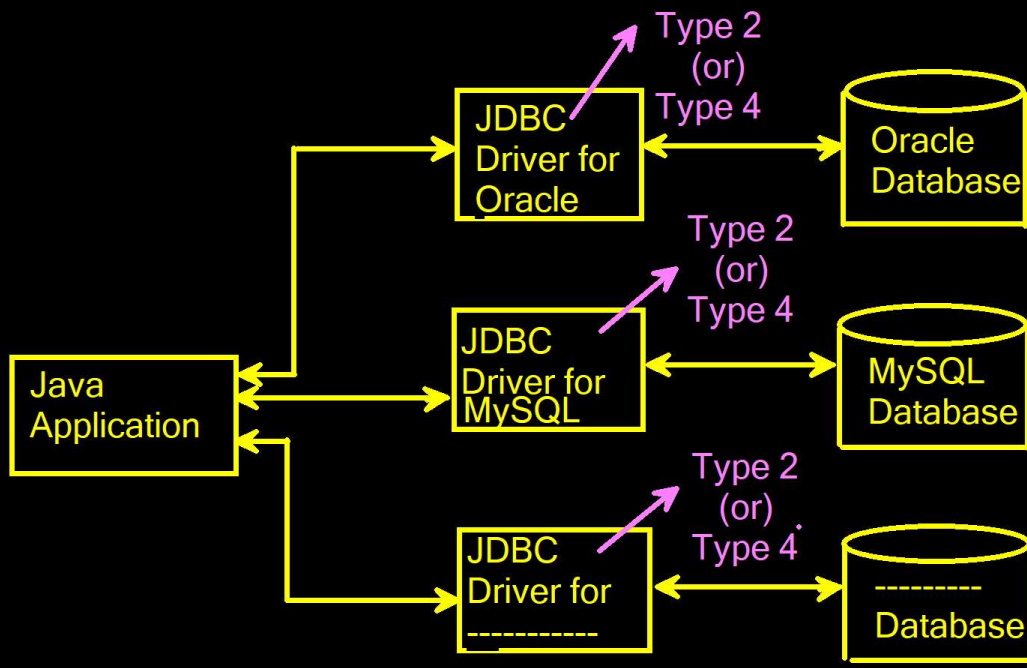 Type 2
(or)
Type 4
JDBC
Driver for
Oracle
Oracle
Database
Type 2
(or)
Type 4
Java
Application
JDBC
Driver for
MySQL
MySQL
Database
Type 2
(or)
Type 4
JDBC
Driver for
-----------
---------
Database